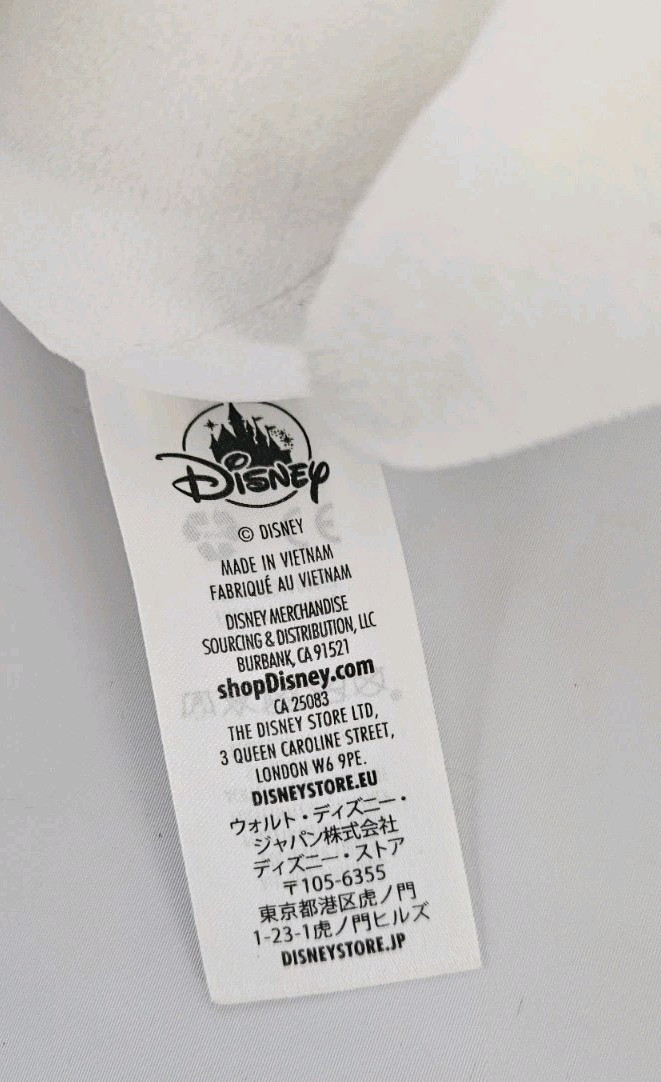 Disney
© DISNEY
MADE IN VIETNAM
FABRIQUÉ AU VIETNAM
DISNEY MERCHANDISE
SOURCING & DISTRIBUTION, LLC
BURBANK, CA 91521
shopDisney.com
CA 25083
THE DISNEY STORE LTD,
3 QUEEN CAROLINE STREET,
LONDON W6 9PE.
DISNEYSTORE.EU
ウォルト・ディズニー・
ジャパン株式会社
ディズニー・ストア
〒105-6355
東京都港区虎ノ門
1-23-1虎ノ門ヒルズ
DISNEYSTORE.JP